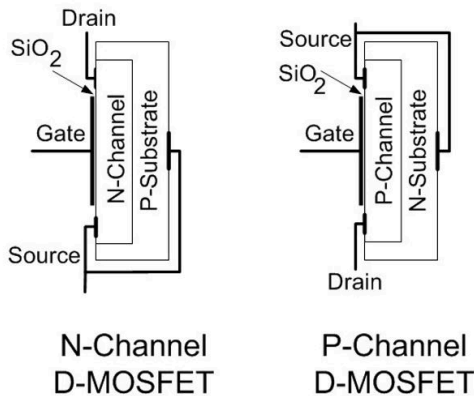 Drain
SiO2
Gate
N-Channel
P-Substrate
Source
N-Channel
D-MOSFET
Source
SiO2
Gate
P-Channel
N-Substrate
Drain
P-Channel
D-MOSFET